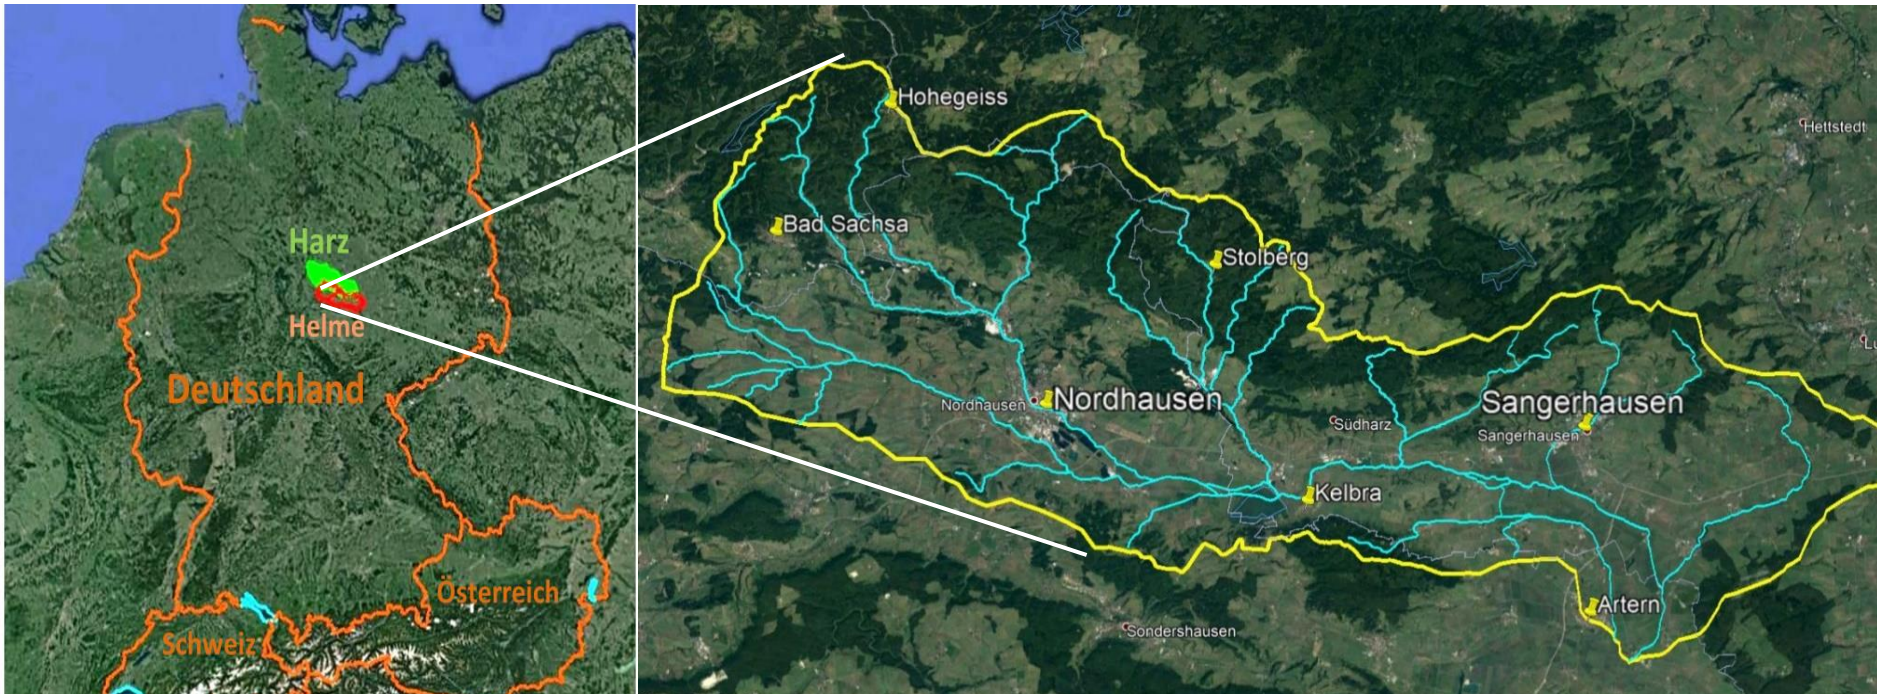 Harz
Helme
Deutschland
Österreich
Schweiz
Hohegeiss
Hettstedt
Bad Sachsa
Stolberg
Nordhausen
Nordhausen
Südharz
Sangerhausen
Sangerhausen
Kelbra
Artern
Sondershausen